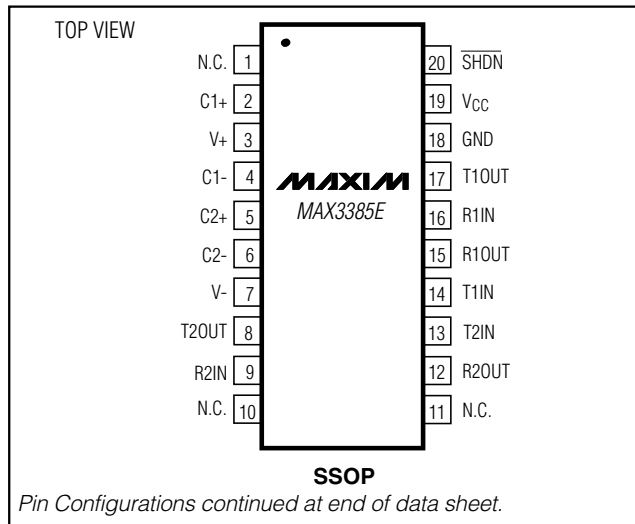 TOP VIEW
N.C. 1
C1+ 2
V+ 3
C1- 4
C2+ 5
C2- 6
V- 7
T2OUT 8
R2IN 9
N.C. 10
MAXIM
MAX3385E
20 SHDN
19 VCC
18 GND
17 T1OUT
16 R1IN
15 R1OUT
14 T1IN
13 T2IN
12 R2OUT
11 N.C.
SSOP
Pin Configurations continued at end of data sheet.